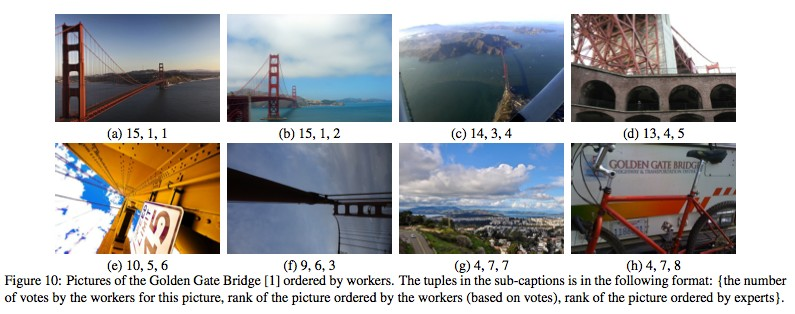 (a) 15, 1, 1
(b) 15, 1, 2
(c) 14, 3, 4
(d) 13, 4, 5
15
GOLDEN GATE BRIDGE
(e) 10, 5, 6
(f) 9, 6, 3
(g) 4, 7, 7
(h) 4, 7, 8
Figure 10: Pictures of the Golden Gate Bridge [1] ordered by workers. The tuples in the sub-captions is in the following format: {the number
of votes by the workers for this picture, rank of the picture ordered by the workers (based on votes), rank of the picture ordered by experts}.